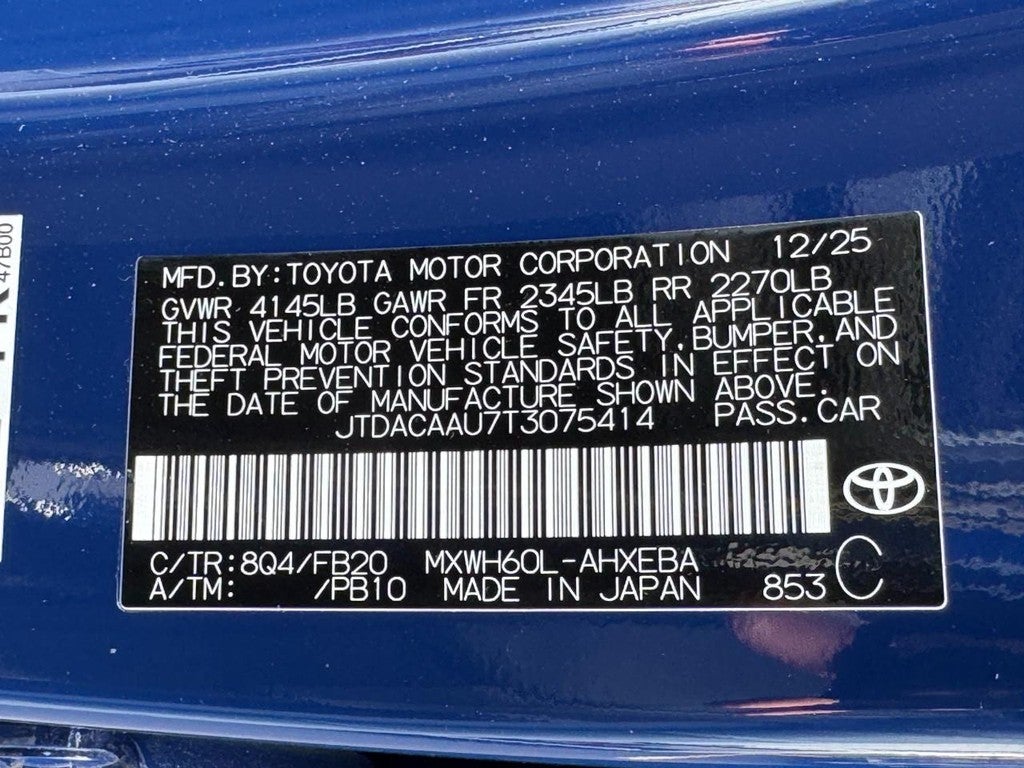 MFD.BY:TOYOTA MOTOR CORPORATION 12/25
GVWR 4145LB GAWR FR 2345LB RR 2270LB
THIS VEHICLE CONFORMS TO ALL APPLICABLE
FEDERAL MOTOR VEHICLE SAFETY,BUMPER,AND
THEFT PREVENTION STANDARDS IN EFFECT ON
THE DATE OF MANUFACTURE SHOWN ABOVE.
JTDACAAU7T3075414 PASS.CAR
C/TR:8Q4/FB20 MXWH60L-AHXEBA
A/TM: /PB10 MADE IN JAPAN 853 C
47B00